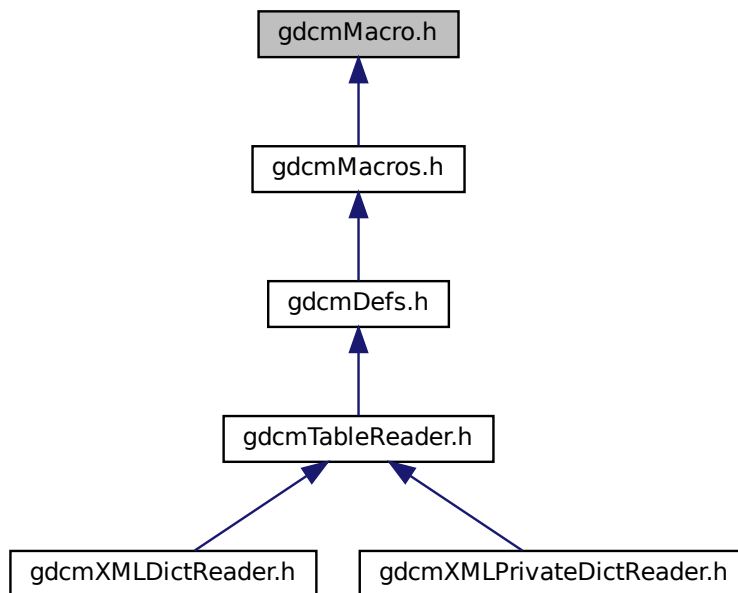 gdcmMacro.h
gdcmMacros.h
gdcmDefs.h
gdcmTableReader.h
gdcmXMLDictReader.h
gdcmXMLPrivateDictReader.h